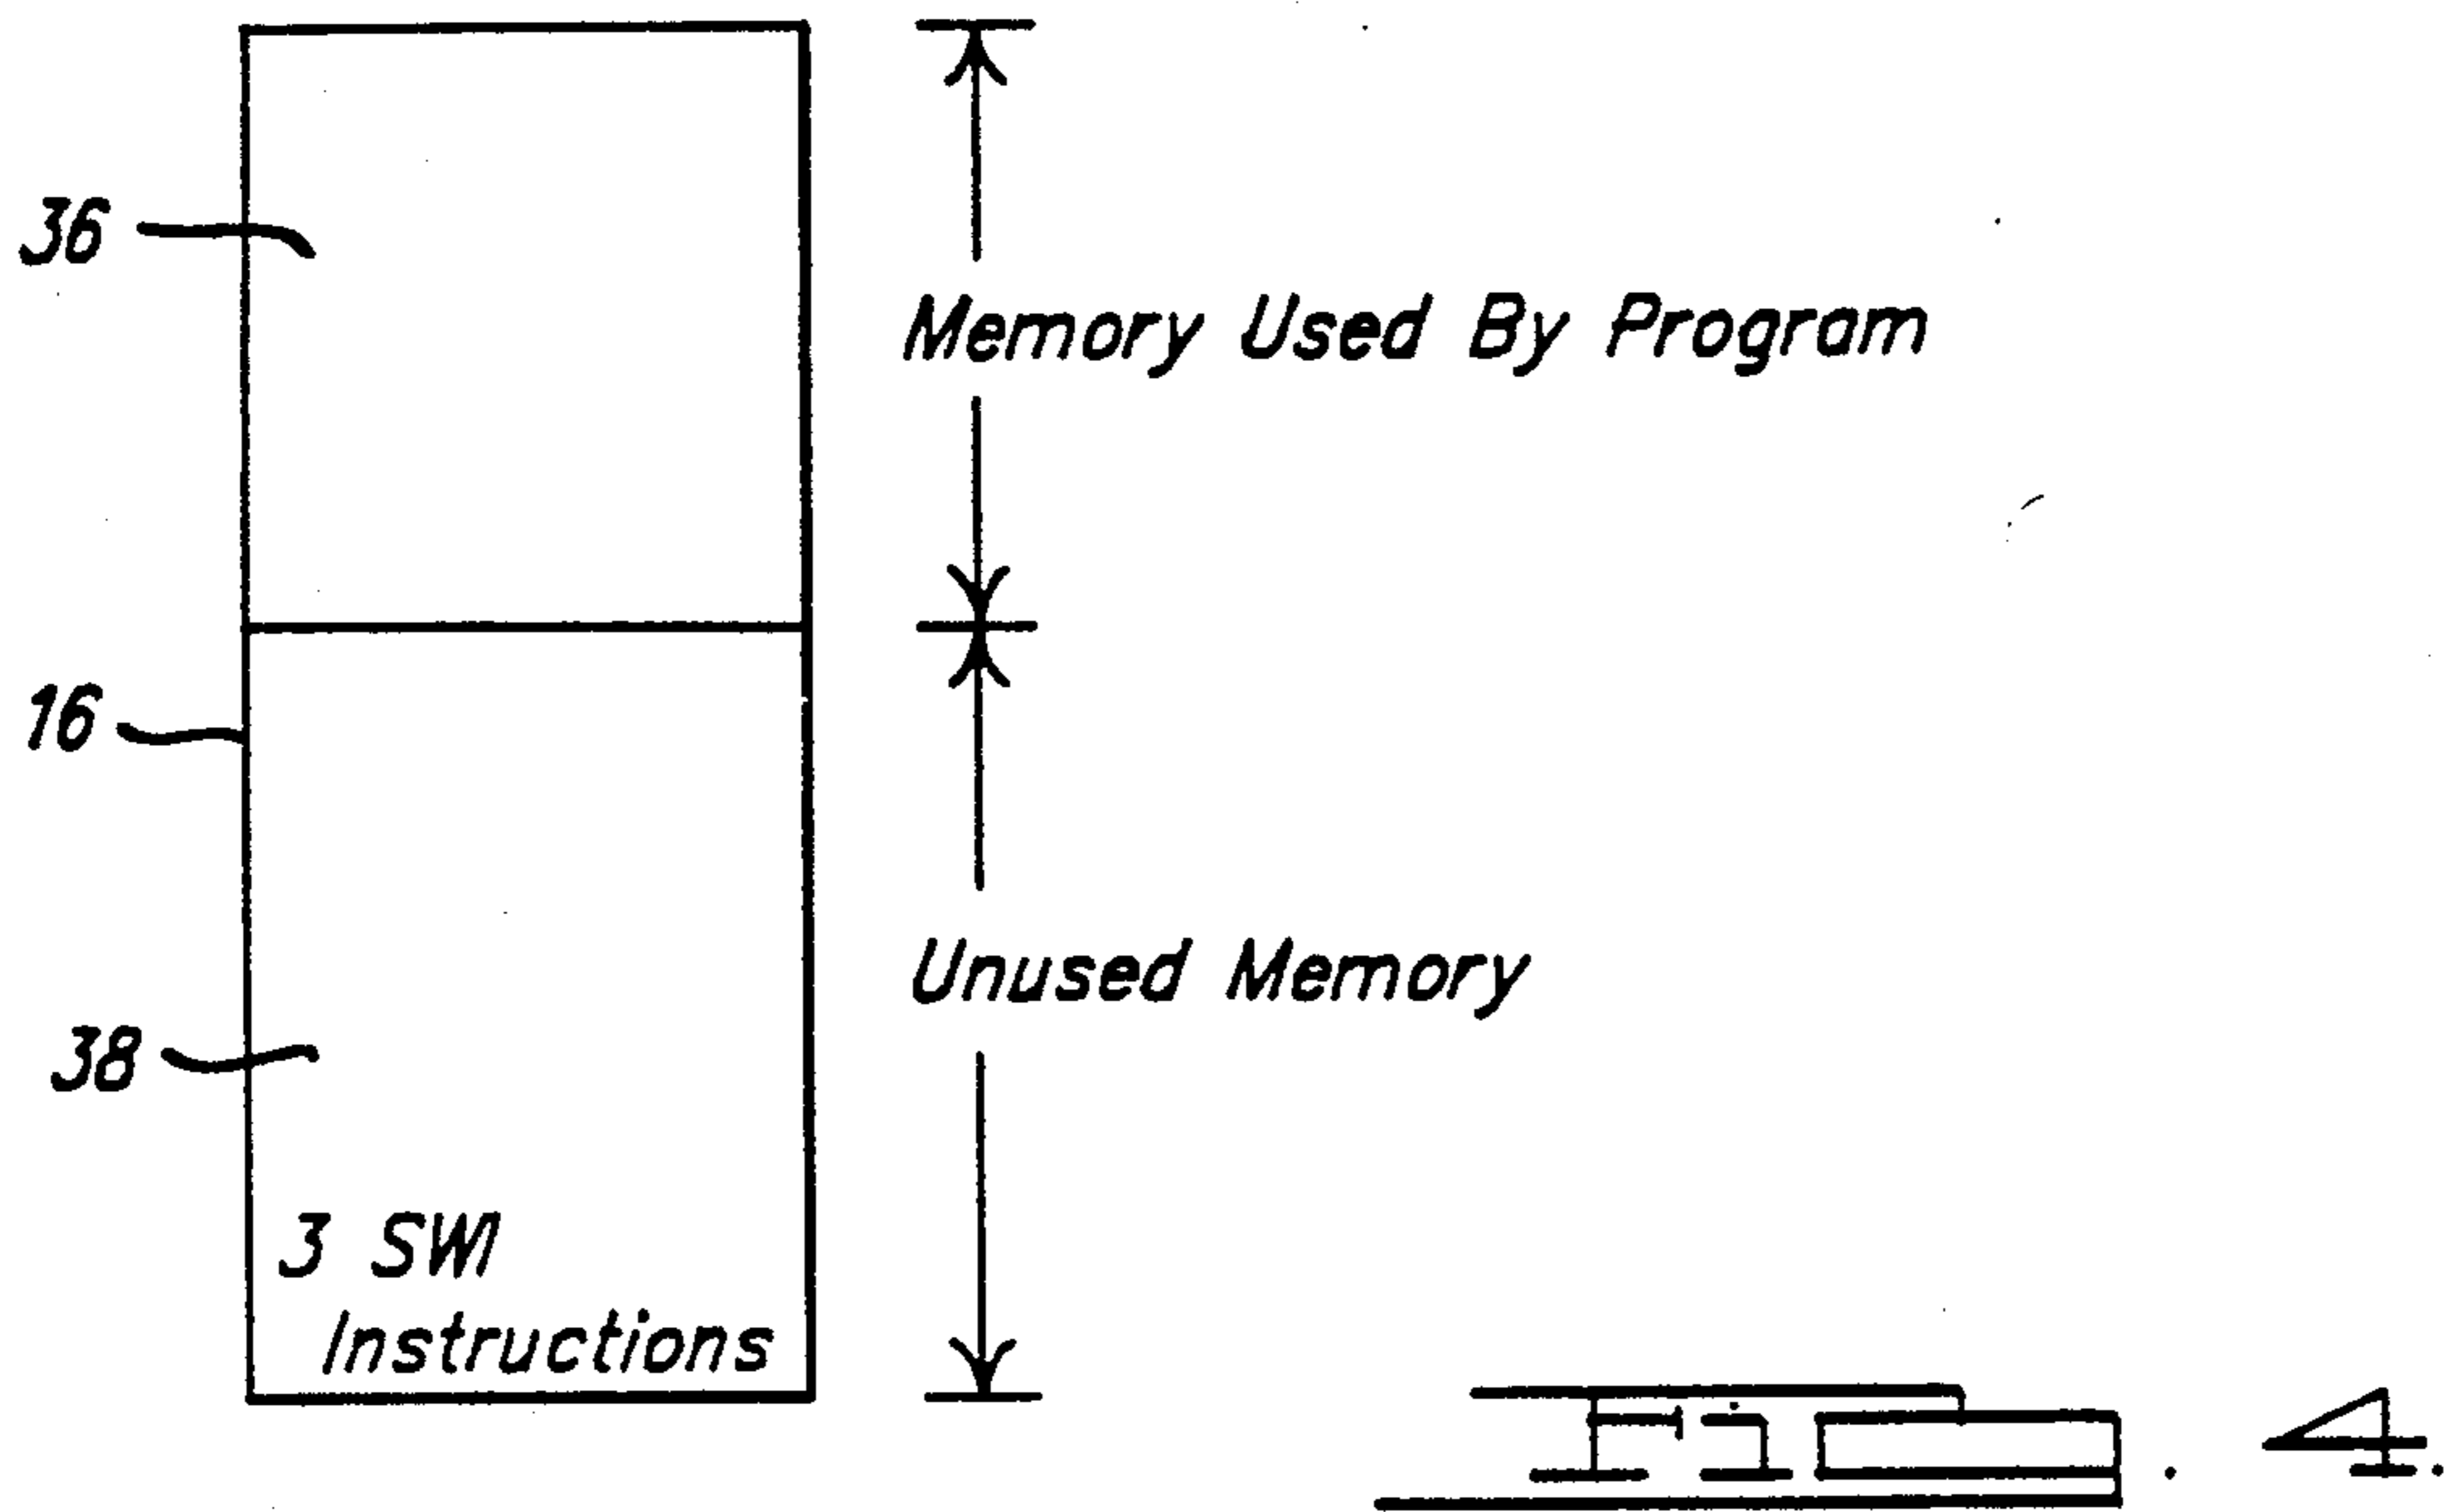 36
Memory Used By Program
16
Unused Memory
38
3 SWI
Instructions
Fig. 4.